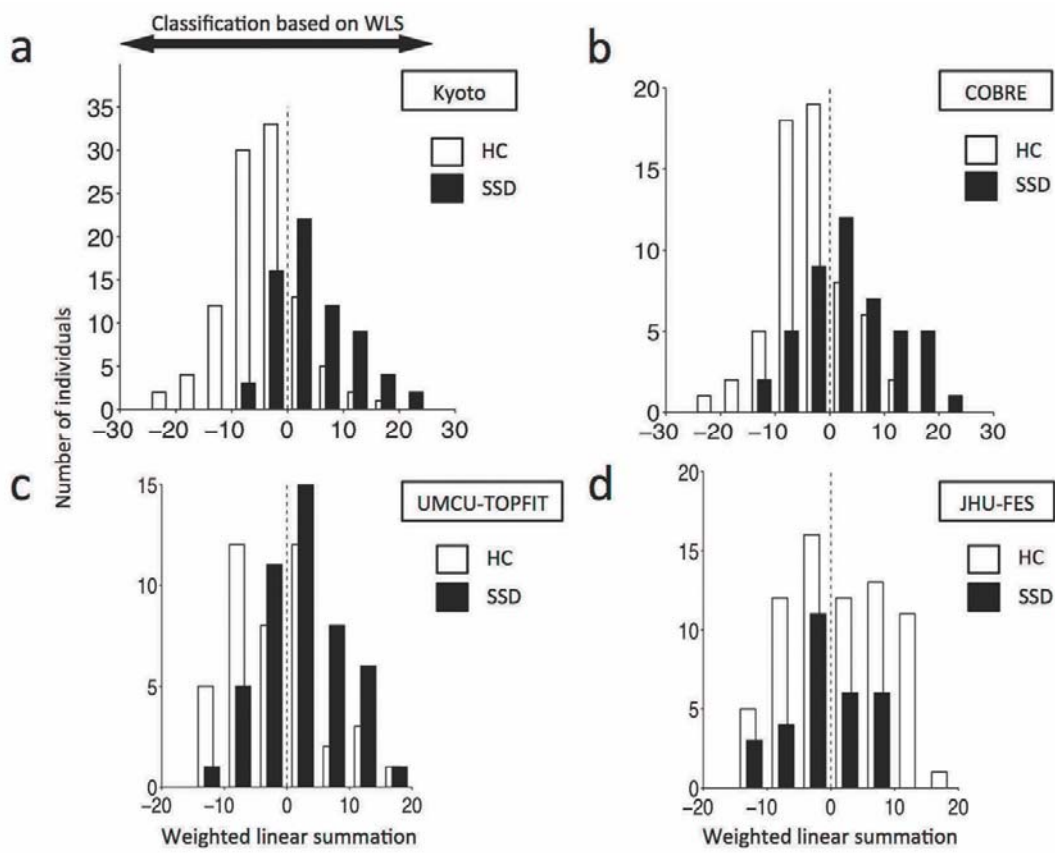 Classification based on WLS
a
Kyoto
HC
SSD
35
30
25
20
15
10
5
0
−30 −20 −10 0 10 20 30
b
COBRE
HC
SSD
20
15
10
5
0
−30 −20 −10 0 10 20 30
Number of individuals
c
UMCU-TOPFIT
HC
SSD
15
10
5
0
−20 −10 0 10 20
Weighted linear summation
d
JHU-FES
HC
SSD
20
15
10
5
0
−20 −10 0 10 20
Weighted linear summation